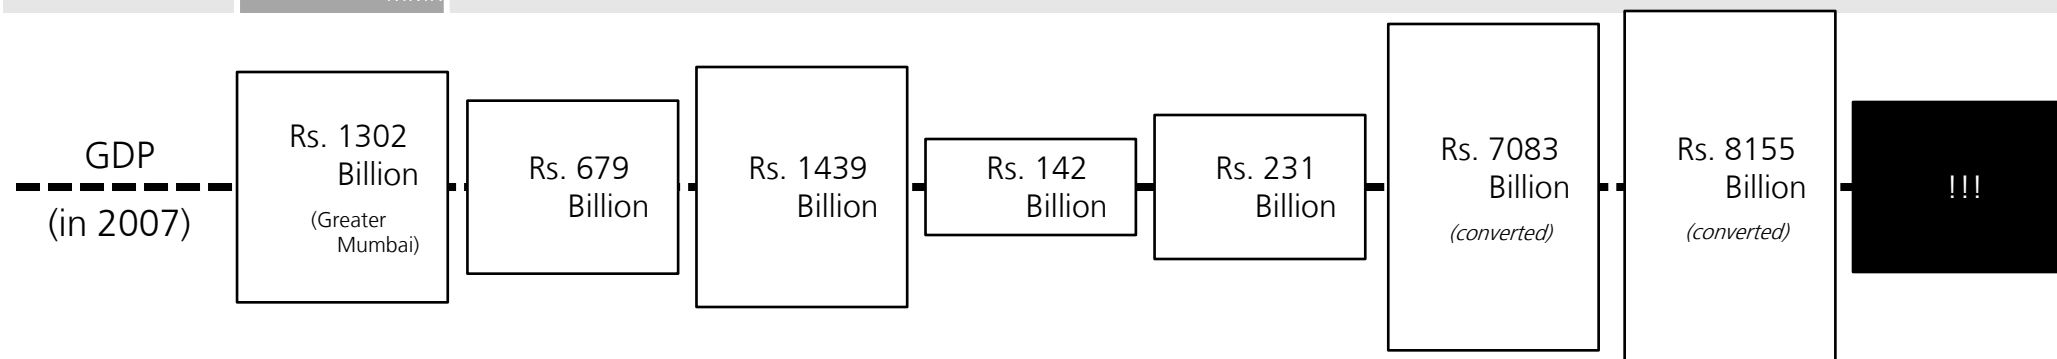 GDP
(in 2007)
Rs. 1302
Billion
(Greater
Mumbai)
Rs. 679
Billion
Rs. 1439
Billion
Rs. 142
Billion
Rs. 231
Billion
Rs. 7083
Billion
(converted)
Rs. 8155
Billion
(converted)
!!!